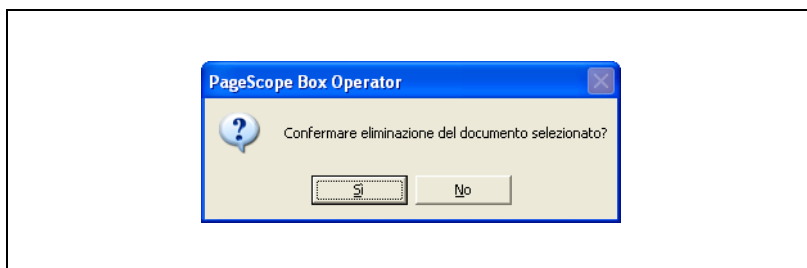 PageScope Box Operator
Confermare eliminazione del documento selezionato?
Sì No